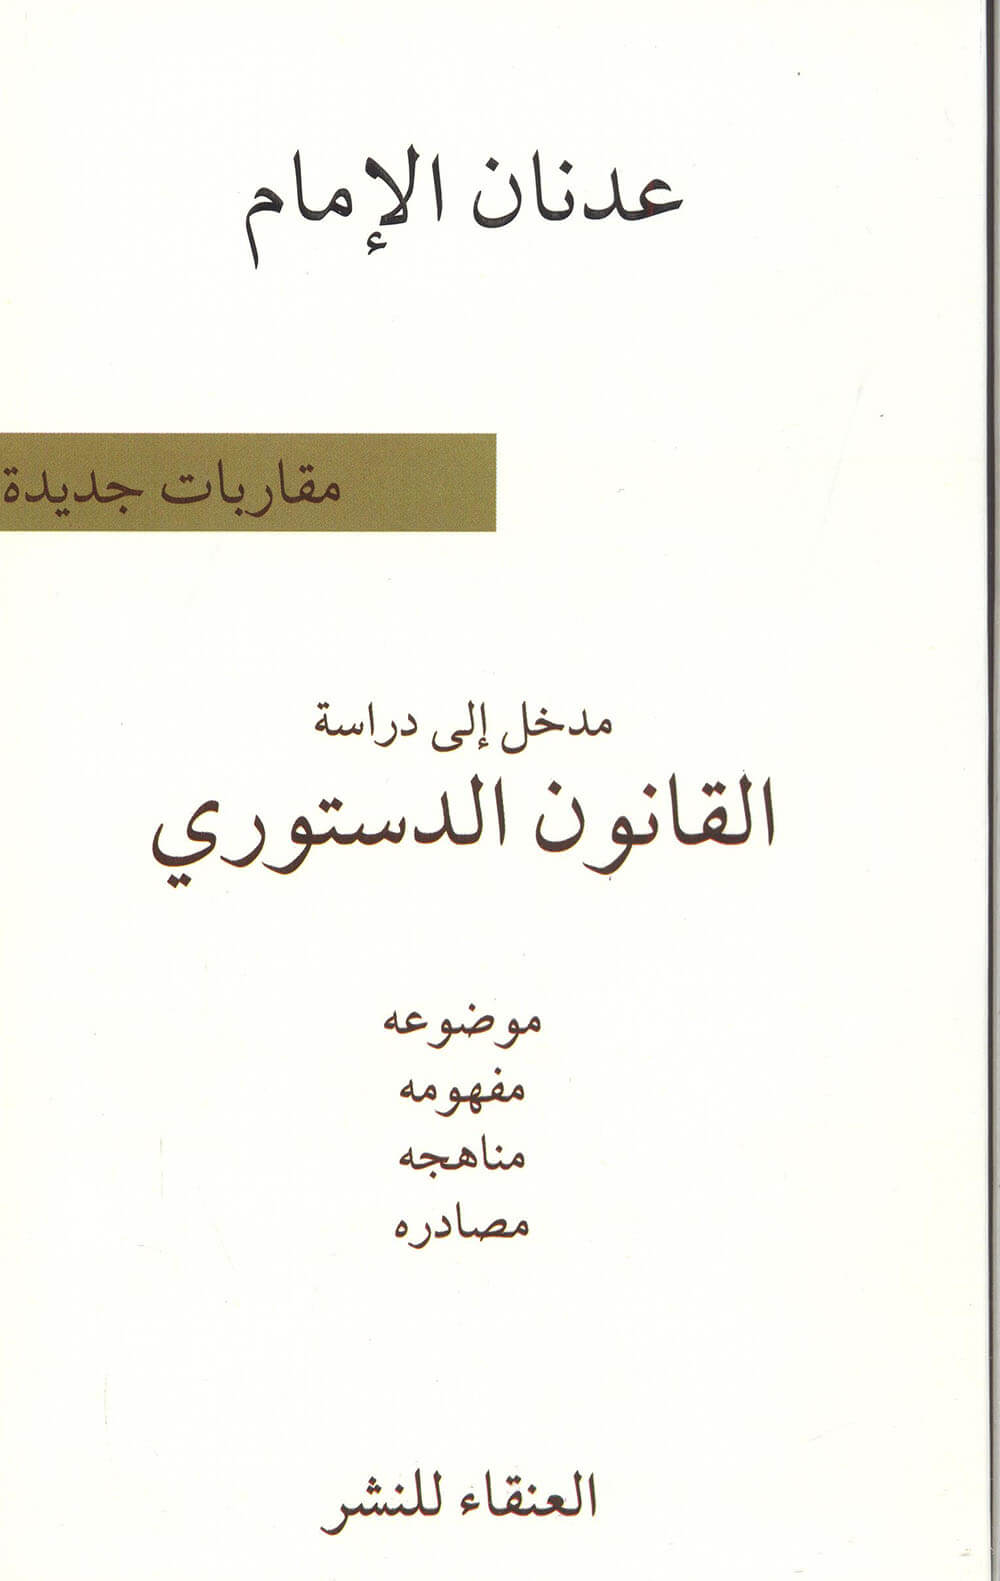 عدنان الإمام
مقاربات جديدة
مدخل إلى دراسة
القانون الدستوري
موضوعه
مفهومه
مناهجه
مصادره
العنقاء للنشر